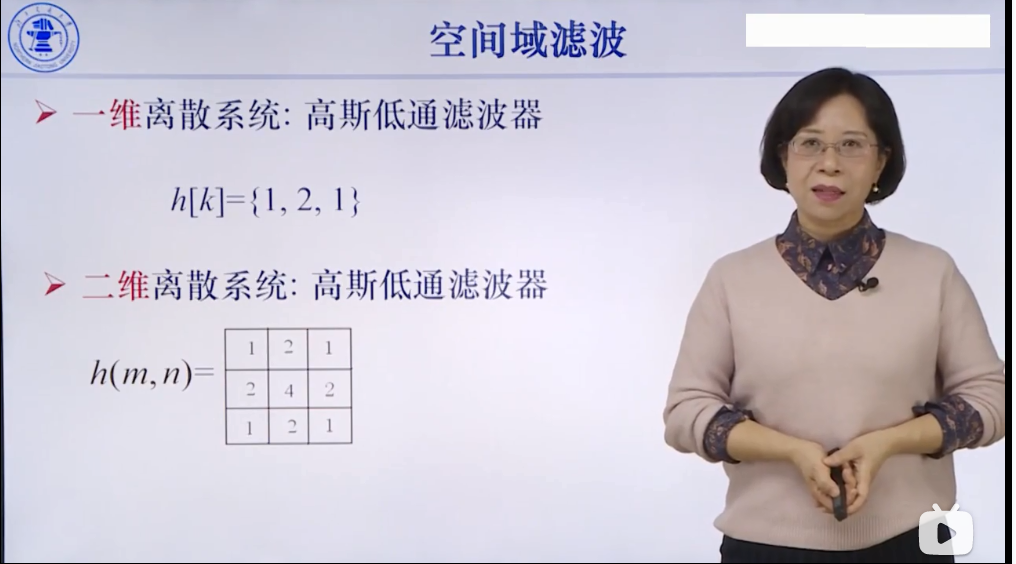 空间域滤波
➢ 一维离散系统: 高斯低通滤波器
h[k]={1, 2, 1}
➢ 二维离散系统: 高斯低通滤波器
h(m,n)=
1 2 1
2 4 2
1 2 1